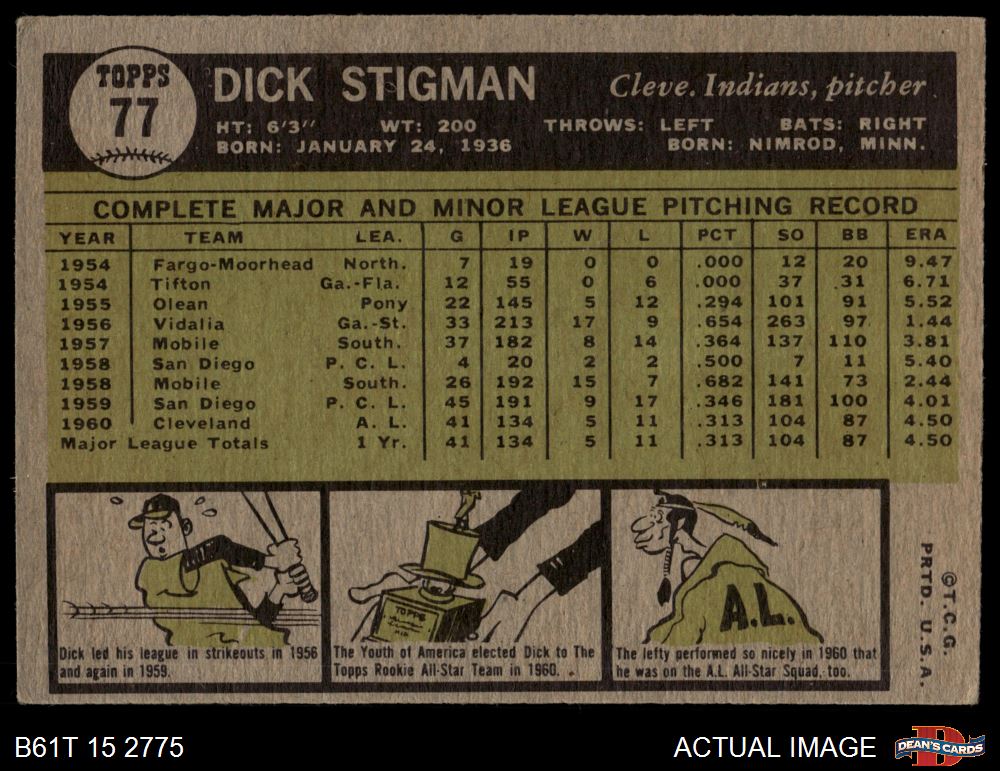 TOPPS
77
DICK STIGMAN
Cleve. Indians, pitcher
HT: 6'3" WT: 200 THROWS: LEFT BATS: RIGHT
BORN: JANUARY 24, 1936 BORN: NIMROD, MINN.
COMPLETE MAJOR AND MINOR LEAGUE PITCHING RECORD
YEAR TEAM LEA. G IP W L PCT SO BB ERA
1954 Fargo-Moorhead North. 7 19 0 0 .000 12 20 9.47
1954 Tifton Ga.-Fla. 12 55 0 6 .000 37 31 6.71
1955 Olean Pony 22 145 5 12 .294 101 91 5.52
1956 Vidalia Ga.-St. 33 213 17 9 .654 263 97 1.44
1957 Mobile South. 37 182 8 14 .364 137 110 3.81
1958 San Diego P. C. L. 4 20 2 2 .500 7 11 5.40
1958 Mobile South. 26 192 15 7 .682 141 73 2.44
1959 San Diego P. C. L. 45 191 9 17 .346 181 100 4.01
1960 Cleveland A. L. 41 134 5 11 .313 104 87 4.50
Major League Totals 1 Yr. 41 134 5 11 .313 104 87 4.50
Dick led his league in strikeouts in 1956
and again in 1959.
TOPPS
The Youth of America elected Dick to The
Topps Rookie All-Star Team in 1960.
A.L.
The lefty performed so nicely in 1960 that
he was on the A.L. All-Star Squad, too.
©T.C.G.
PRTD. U.S.A.
B61T 15 2775
ACTUAL IMAGE
DEAN'S CARDS